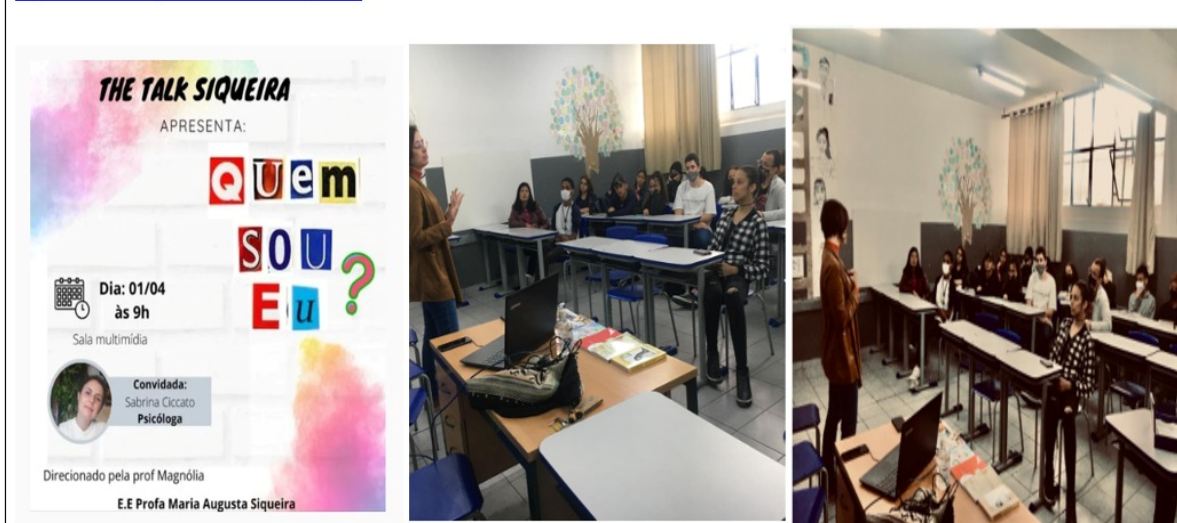 THE TALK SIQUEIRA
APRESENTA:
QUem
SOU
Eu?
Dia: 01/04
às 9h
Sala multimídia
Convidada:
Sabrina Ciccato
Psicóloga
Direcionado pela prof Magnólia
E.E Profa Maria Augusta Siqueira